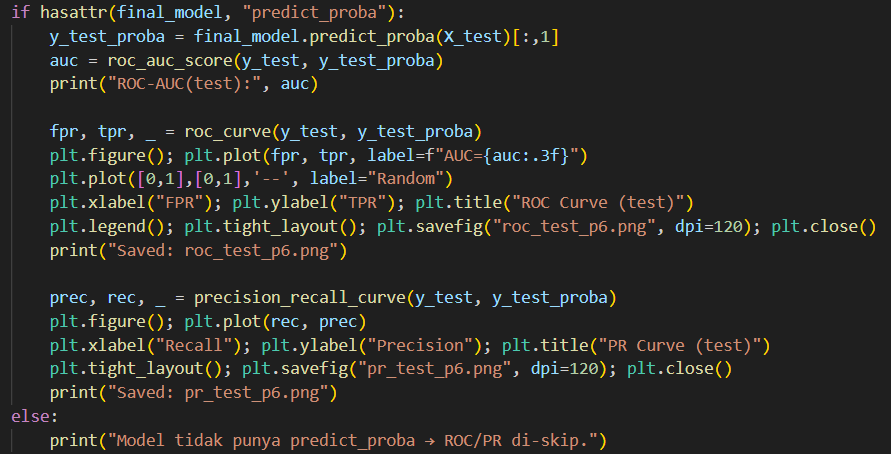 if hasattr(final_model, "predict_proba"):
    y_test_proba = final_model.predict_proba(X_test)[:,1]
    auc = roc_auc_score(y_test, y_test_proba)
    print("ROC-AUC(test):", auc)

    fpr, tpr, _ = roc_curve(y_test, y_test_proba)
    plt.figure(); plt.plot(fpr, tpr, label=f"AUC={auc:.3f}")
    plt.plot([0,1],[0,1],'--', label="Random")
    plt.xlabel("FPR"); plt.ylabel("TPR"); plt.title("ROC Curve (test)")
    plt.legend(); plt.tight_layout(); plt.savefig("roc_test_p6.png", dpi=120); plt.close()
    print("Saved: roc_test_p6.png")

    prec, rec, _ = precision_recall_curve(y_test, y_test_proba)
    plt.figure(); plt.plot(rec, prec)
    plt.xlabel("Recall"); plt.ylabel("Precision"); plt.title("PR Curve (test)")
    plt.tight_layout(); plt.savefig("pr_test_p6.png", dpi=120); plt.close()
    print("Saved: pr_test_p6.png")
else:
    print("Model tidak punya predict_proba → ROC/PR di-skip.")